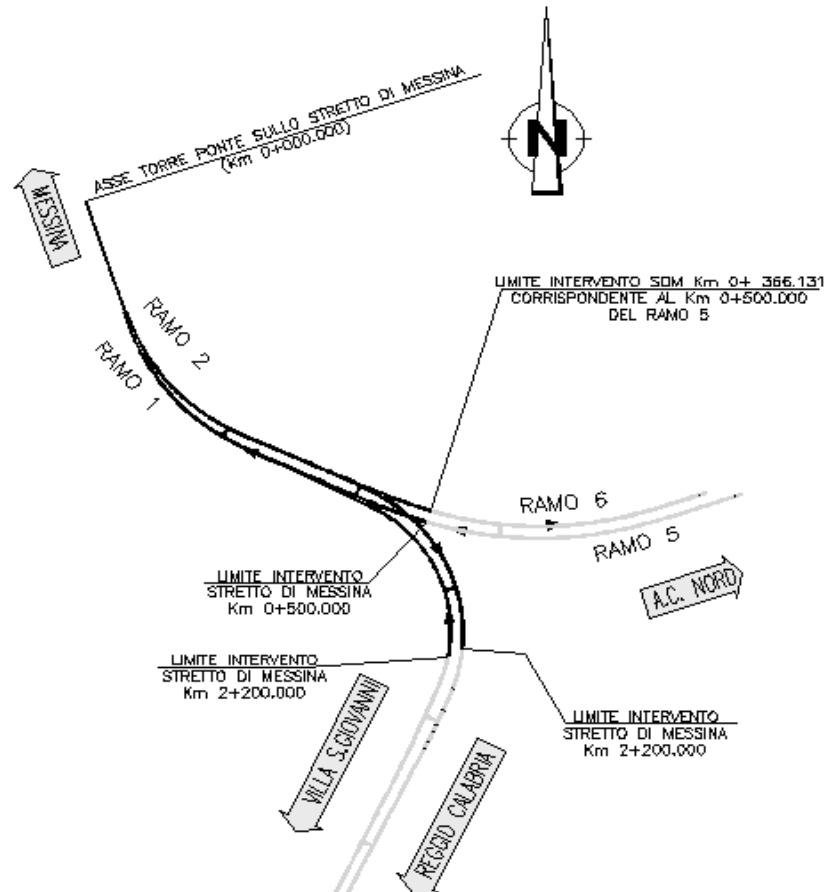 ASSE TORRE PONTE SULLO STRETTO DI MESSINA
(Km 0+000.000)
N
MESSINA
LIMITE INTERVENTO SDM Km 0+ 366.131
CORRISPONDENTE AL Km 0+500.000
DEL RAMO 5
RAMO 2
RAMO 1
RAMO 6
RAMO 5
A.C. NORD
LIMITE INTERVENTO
STRETTO DI MESSINA
Km 0+500.000
LIMITE INTERVENTO
STRETTO DI MESSINA
Km 2+200.000
LIMITE INTERVENTO
STRETTO DI MESSINA
Km 2+200.000
VILLA S.GIOVANNI
REGGIO CALABRIA